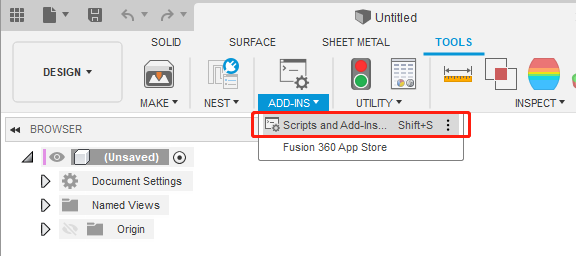 Untitled
SOLID SURFACE SHEET METAL TOOLS
DESIGN
MAKE NEST ADD-INS UTILITY INSPECT
BROWSER
Scripts and Add-Ins... Shift+S
Fusion 360 App Store
(Unsaved)
Document Settings
Named Views
Origin